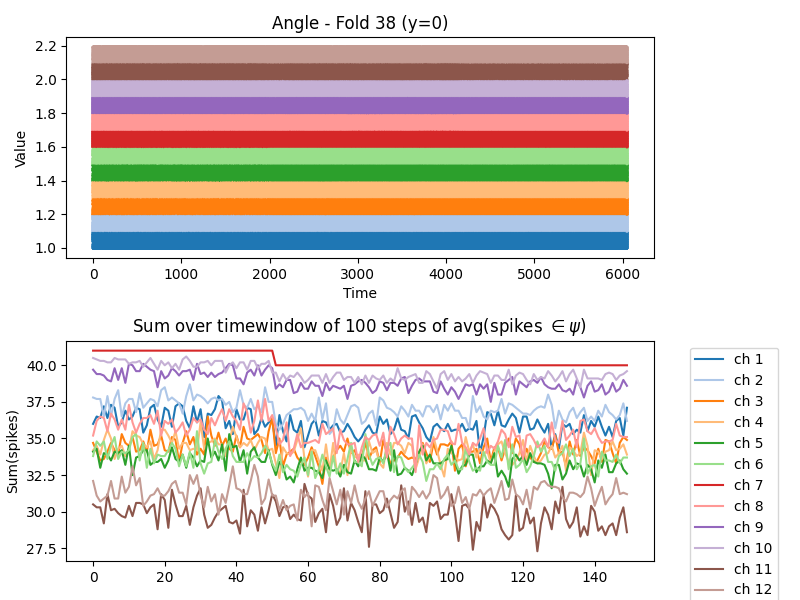 Angle - Fold 38 (y=0)
2.2
2.0
1.8
1.6
1.4
1.2
1.0
Value
0 1000 2000 3000 4000 5000 6000
Time
Sum over timewindow of 100 steps of avg(spikes ∈ψ)
40.0
37.5
35.0
32.5
30.0
27.5
Sum(spikes)
0 20 40 60 80 100 120 140
ch 1
ch 2
ch 3
ch 4
ch 5
ch 6
ch 7
ch 8
ch 9
ch 10
ch 11
ch 12